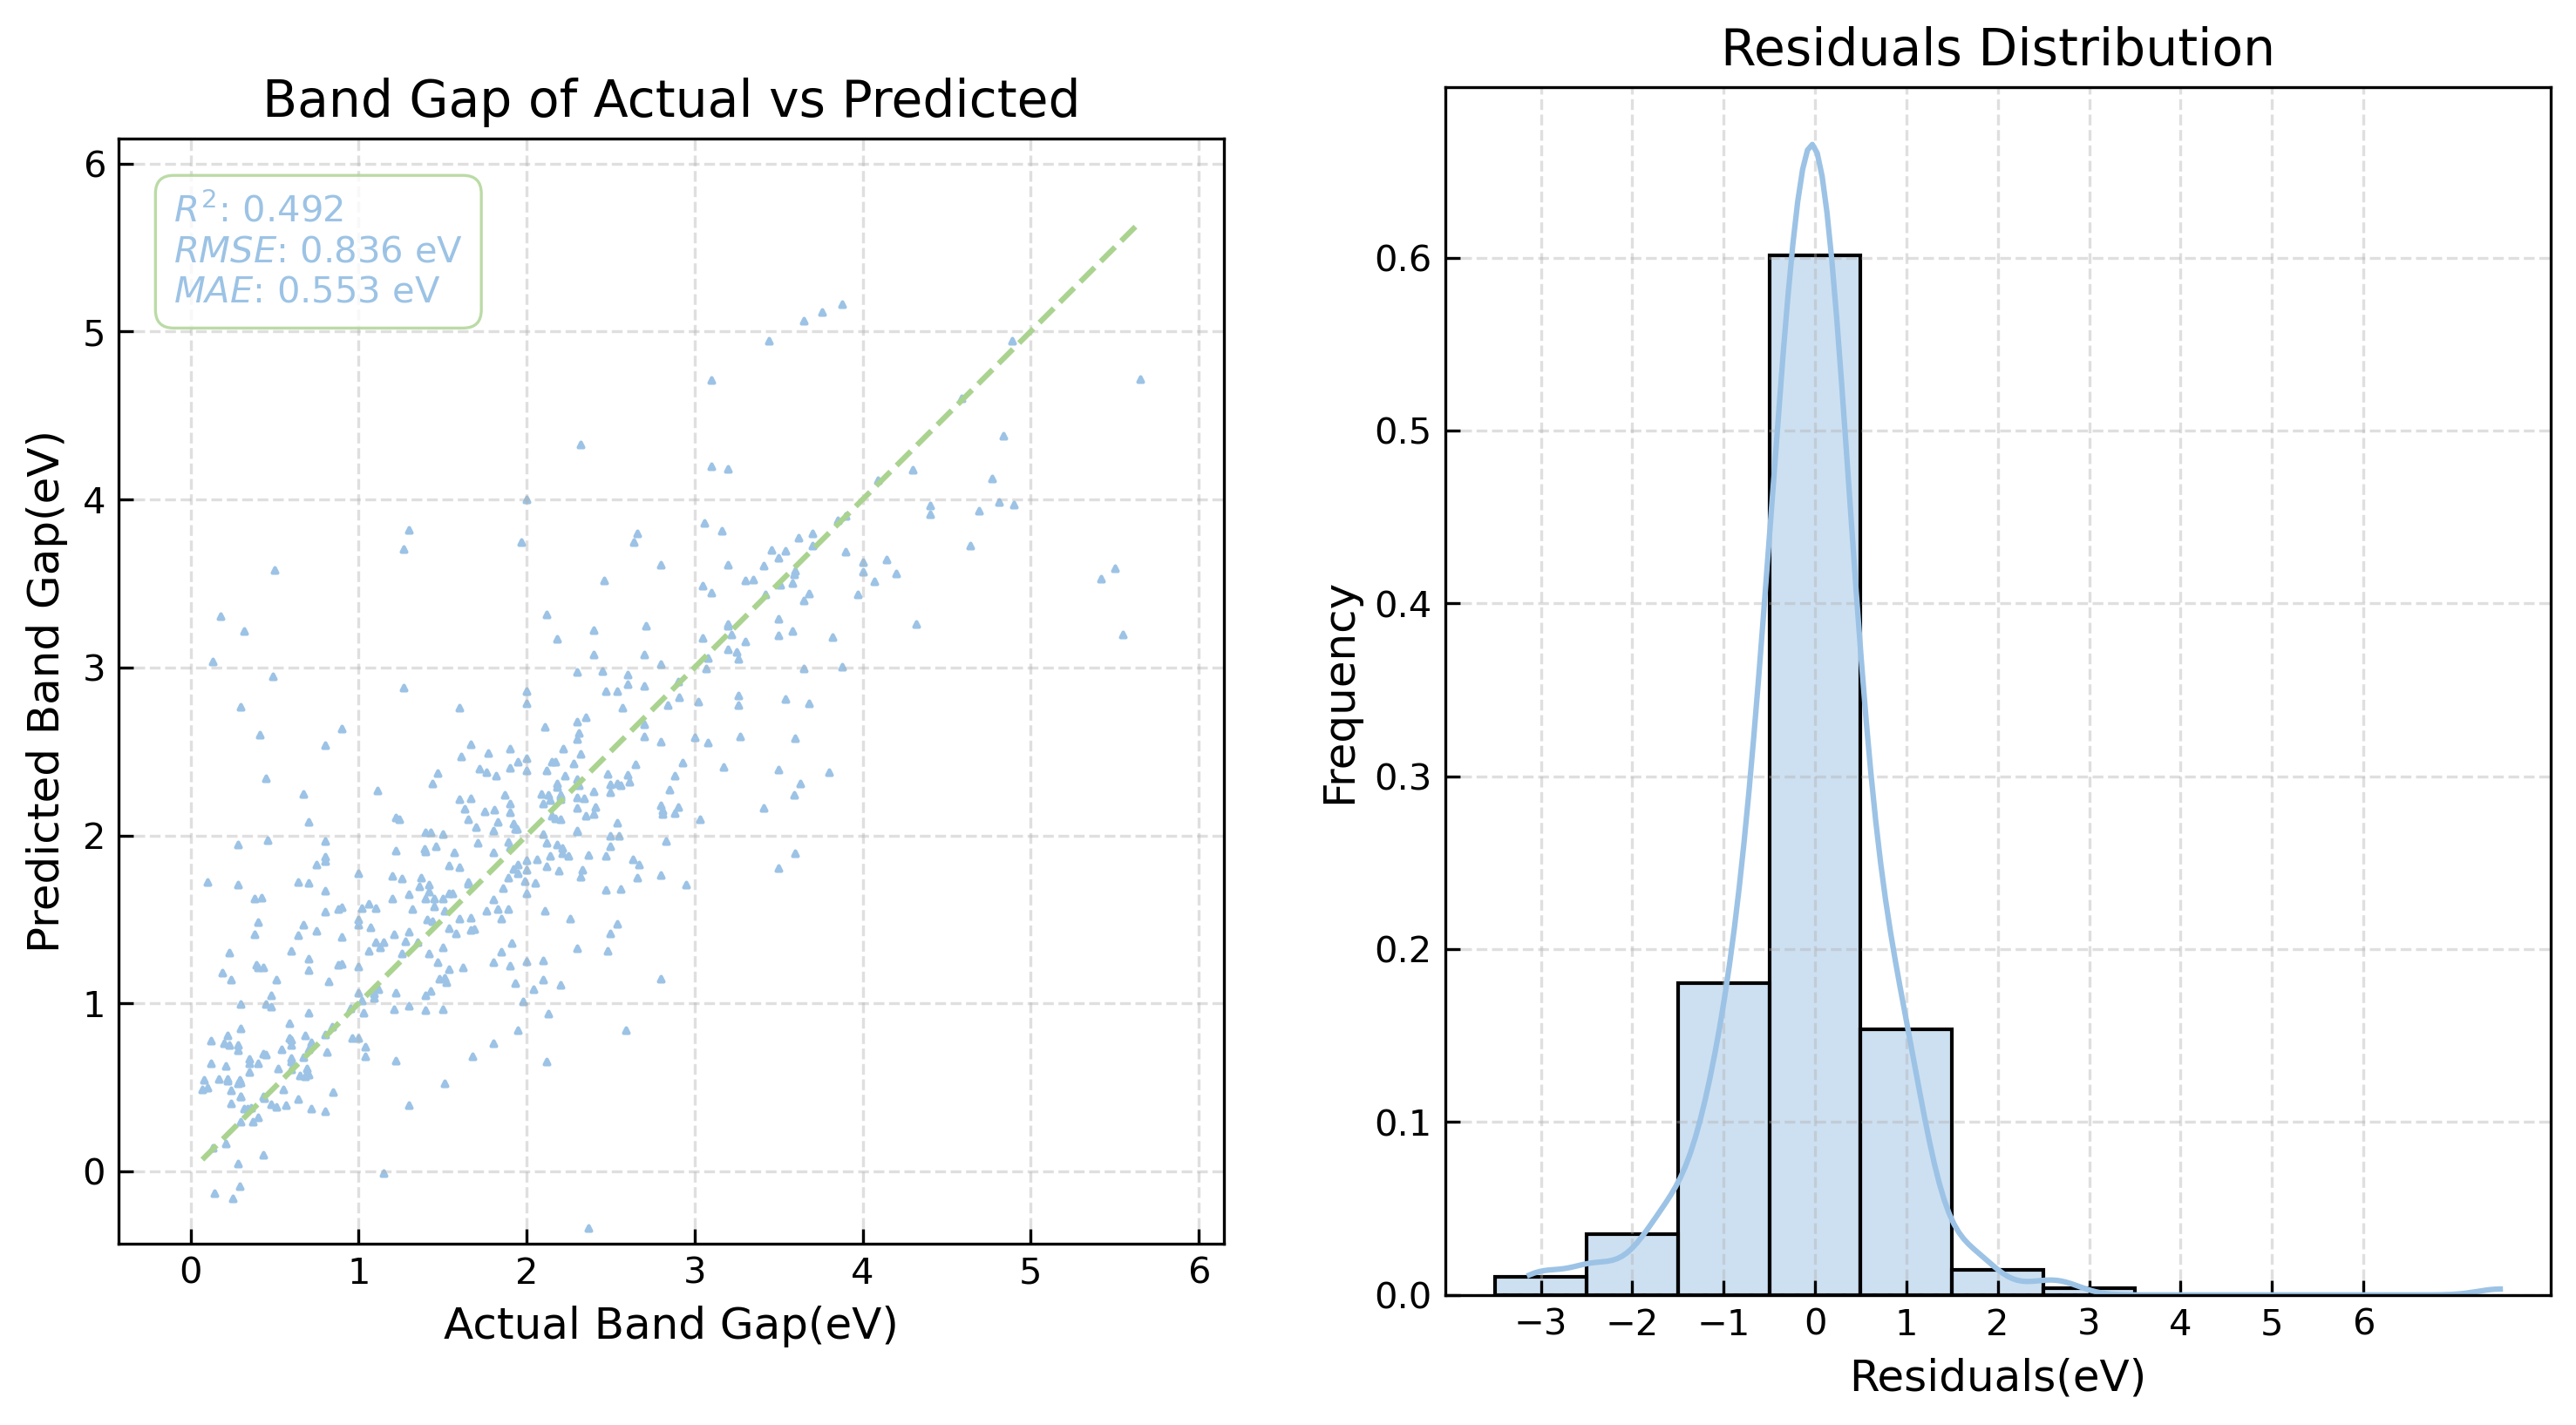 Band Gap of Actual vs Predicted
R²: 0.492
RMSE: 0.836 eV
MAE: 0.553 eV
Predicted Band Gap(eV)
6
5
4
3
2
1
0
0 1 2 3 4 5 6
Actual Band Gap(eV)
Residuals Distribution
Frequency
0.6
0.5
0.4
0.3
0.2
0.1
0.0
−3 −2 −1 0 1 2 3 4 5 6
Residuals(eV)